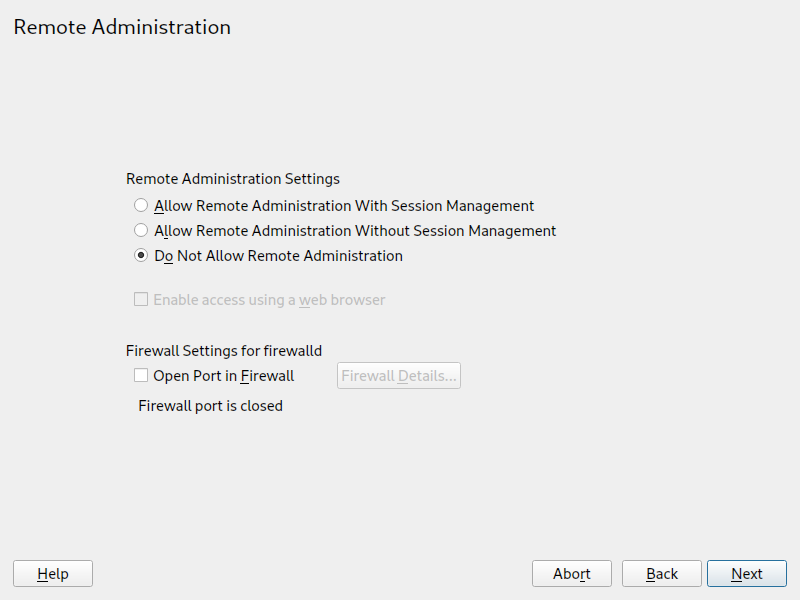 Remote Administration
Remote Administration Settings
Allow Remote Administration With Session Management
Allow Remote Administration Without Session Management
Do Not Allow Remote Administration
Enable access using a web browser
Firewall Settings for firewalld
Open Port in Firewall Firewall Details...
Firewall port is closed
Help Abort Back Next